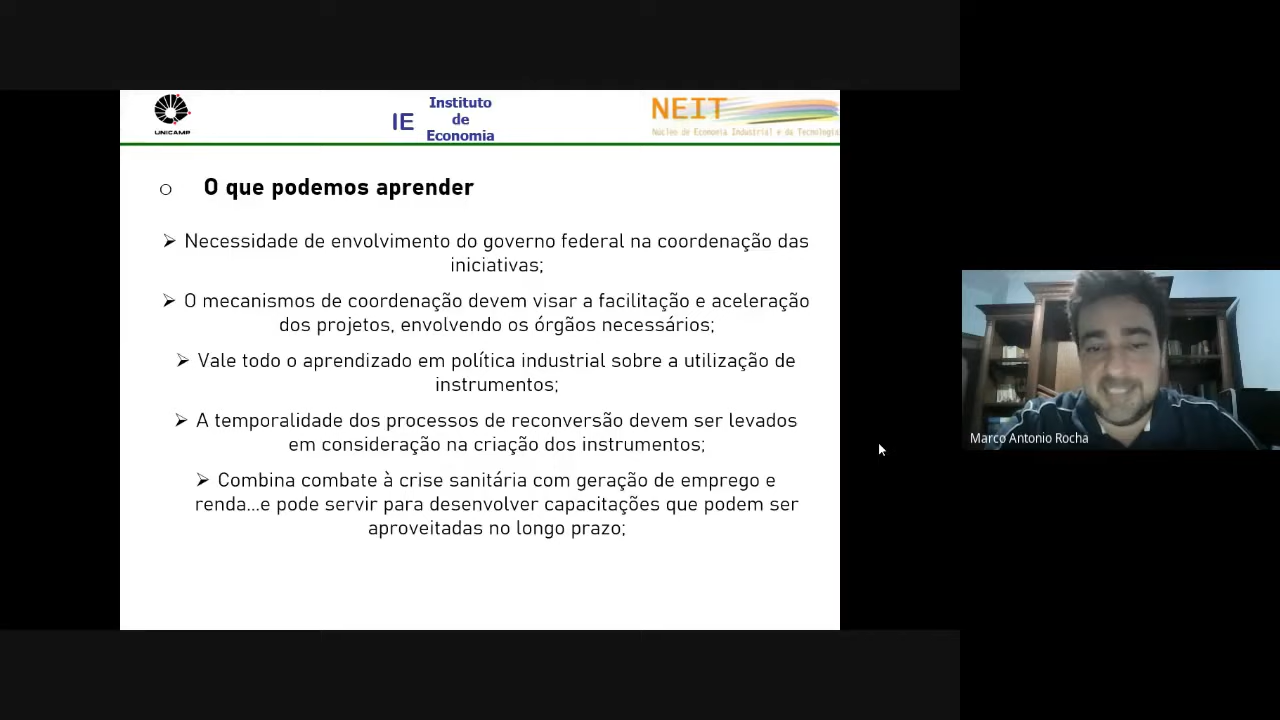 UNICAMP
IE
Instituto
de
Economia
NEIT
Núcleo de Economia Industrial e da Tecnologia
O que podemos aprender
Necessidade de envolvimento do governo federal na coordenação das
iniciativas;
O mecanismos de coordenação devem visar a facilitação e aceleração
dos projetos, envolvendo os órgãos necessários;
Vale todo o aprendizado em política industrial sobre a utilização de
instrumentos;
A temporalidade dos processos de reconversão devem ser levados
em consideração na criação dos instrumentos;
Combina combate à crise sanitária com geração de emprego e
renda...e pode servir para desenvolver capacitações que podem ser
aproveitadas no longo prazo;
Marco Antonio Rocha